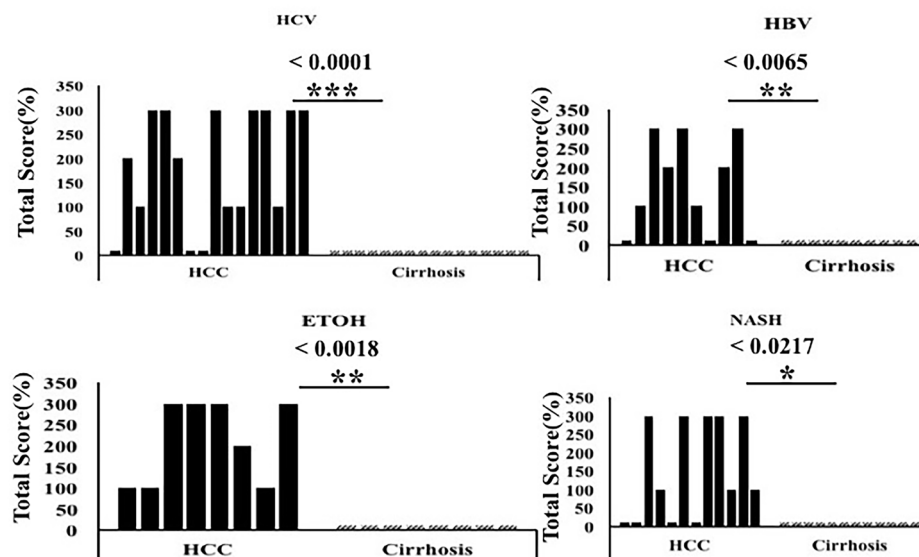 HCV
< 0.0001
***
Total Score(%)
350
300
250
200
150
100
50
0
HCC
Cirrhosis
HBV
< 0.0065
**
Total Score(%)
350
300
250
200
150
100
50
0
HCC
Cirrhosis
ETOH
< 0.0018
**
Total Score(%)
350
300
250
200
150
100
50
0
HCC
Cirrhosis
NASH
< 0.0217
*
Total Score(%)
350
300
250
200
150
100
50
0
HCC
Cirrhosis